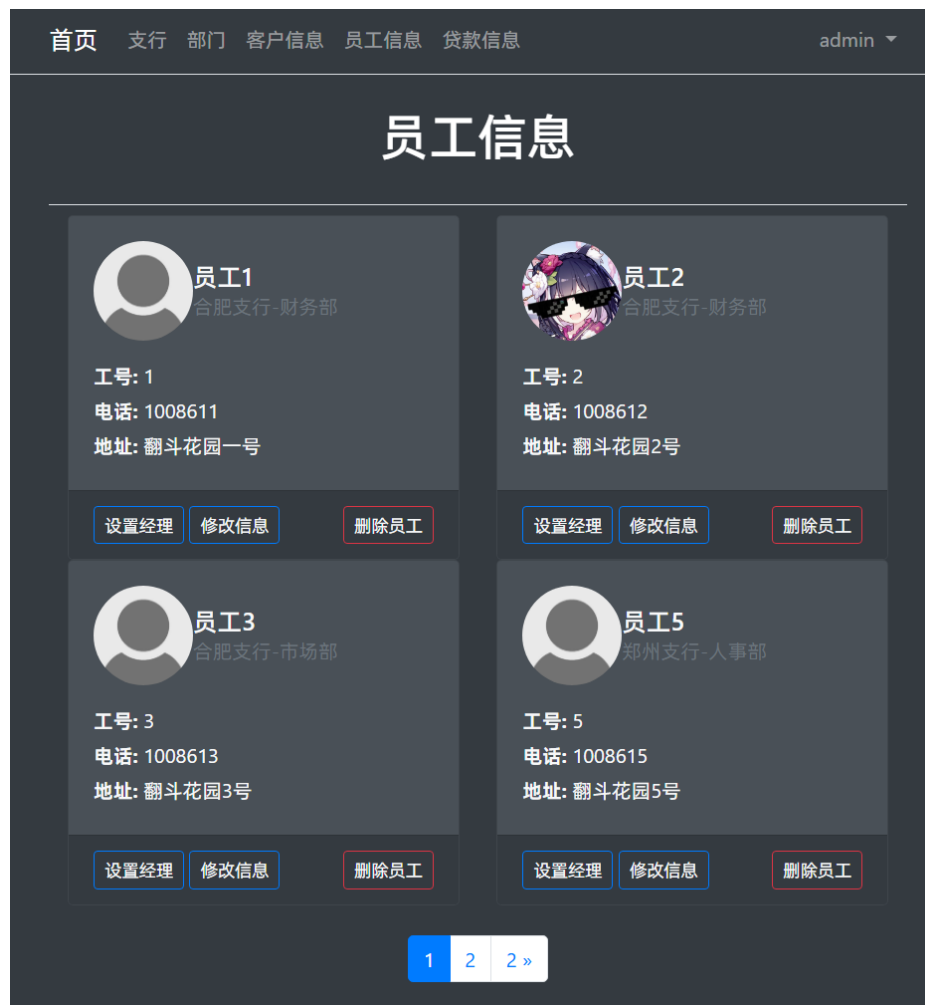 首页 支行 部门 客户信息 员工信息 贷款信息 admin
员工信息
员工1
合肥支行-财务部
工号: 1
电话: 1008611
地址: 翻斗花园一号
设置经理 修改信息 删除员工
员工2
合肥支行-财务部
工号: 2
电话: 1008612
地址: 翻斗花园2号
设置经理 修改信息 删除员工
员工3
合肥支行-市场部
工号: 3
电话: 1008613
地址: 翻斗花园3号
设置经理 修改信息 删除员工
员工5
郑州支行-人事部
工号: 5
电话: 1008615
地址: 翻斗花园5号
设置经理 修改信息 删除员工
1 2 2 »